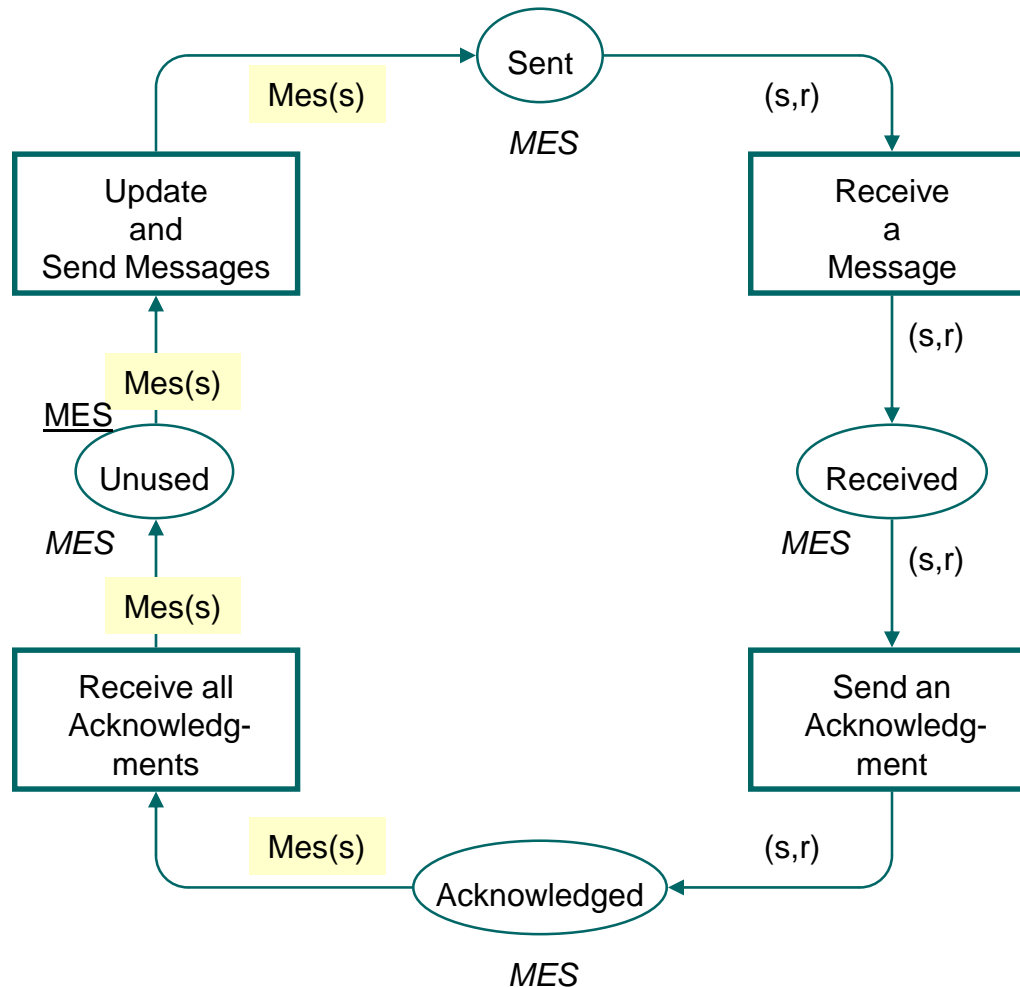 Sent
Mes(s)
(s,r)
MES
Update
and
Send Messages
Receive
a
Message
(s,r)
Mes(s)
MES
Unused
Received
MES
MES
(s,r)
Mes(s)
Receive all
Acknowledg-
ments
Send an
Acknowledg-
ment
Mes(s)
(s,r)
Acknowledged
MES